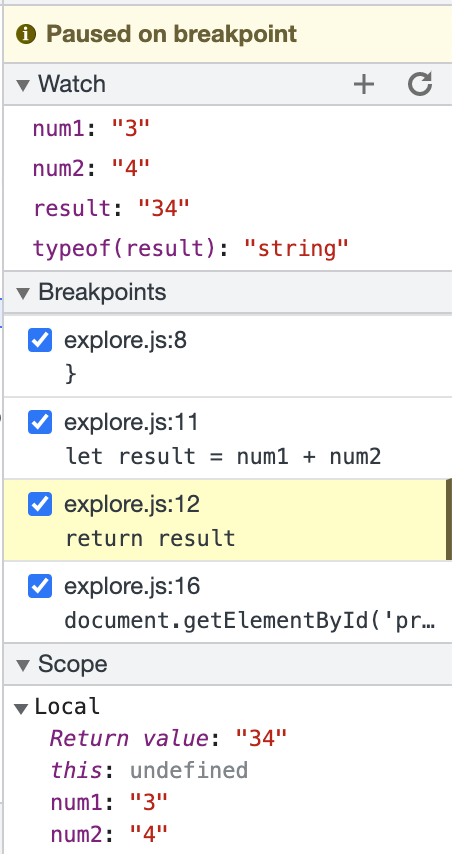 Paused on breakpoint
Watch
num1: "3"
num2: "4"
result: "34"
typeof(result): "string"
Breakpoints
explore.js:8
}
explore.js:11
let result = num1 + num2
explore.js:12
return result
explore.js:16
document.getElementById('pr…
Scope
Local
Return value: "34"
this: undefined
num1: "3"
num2: "4"